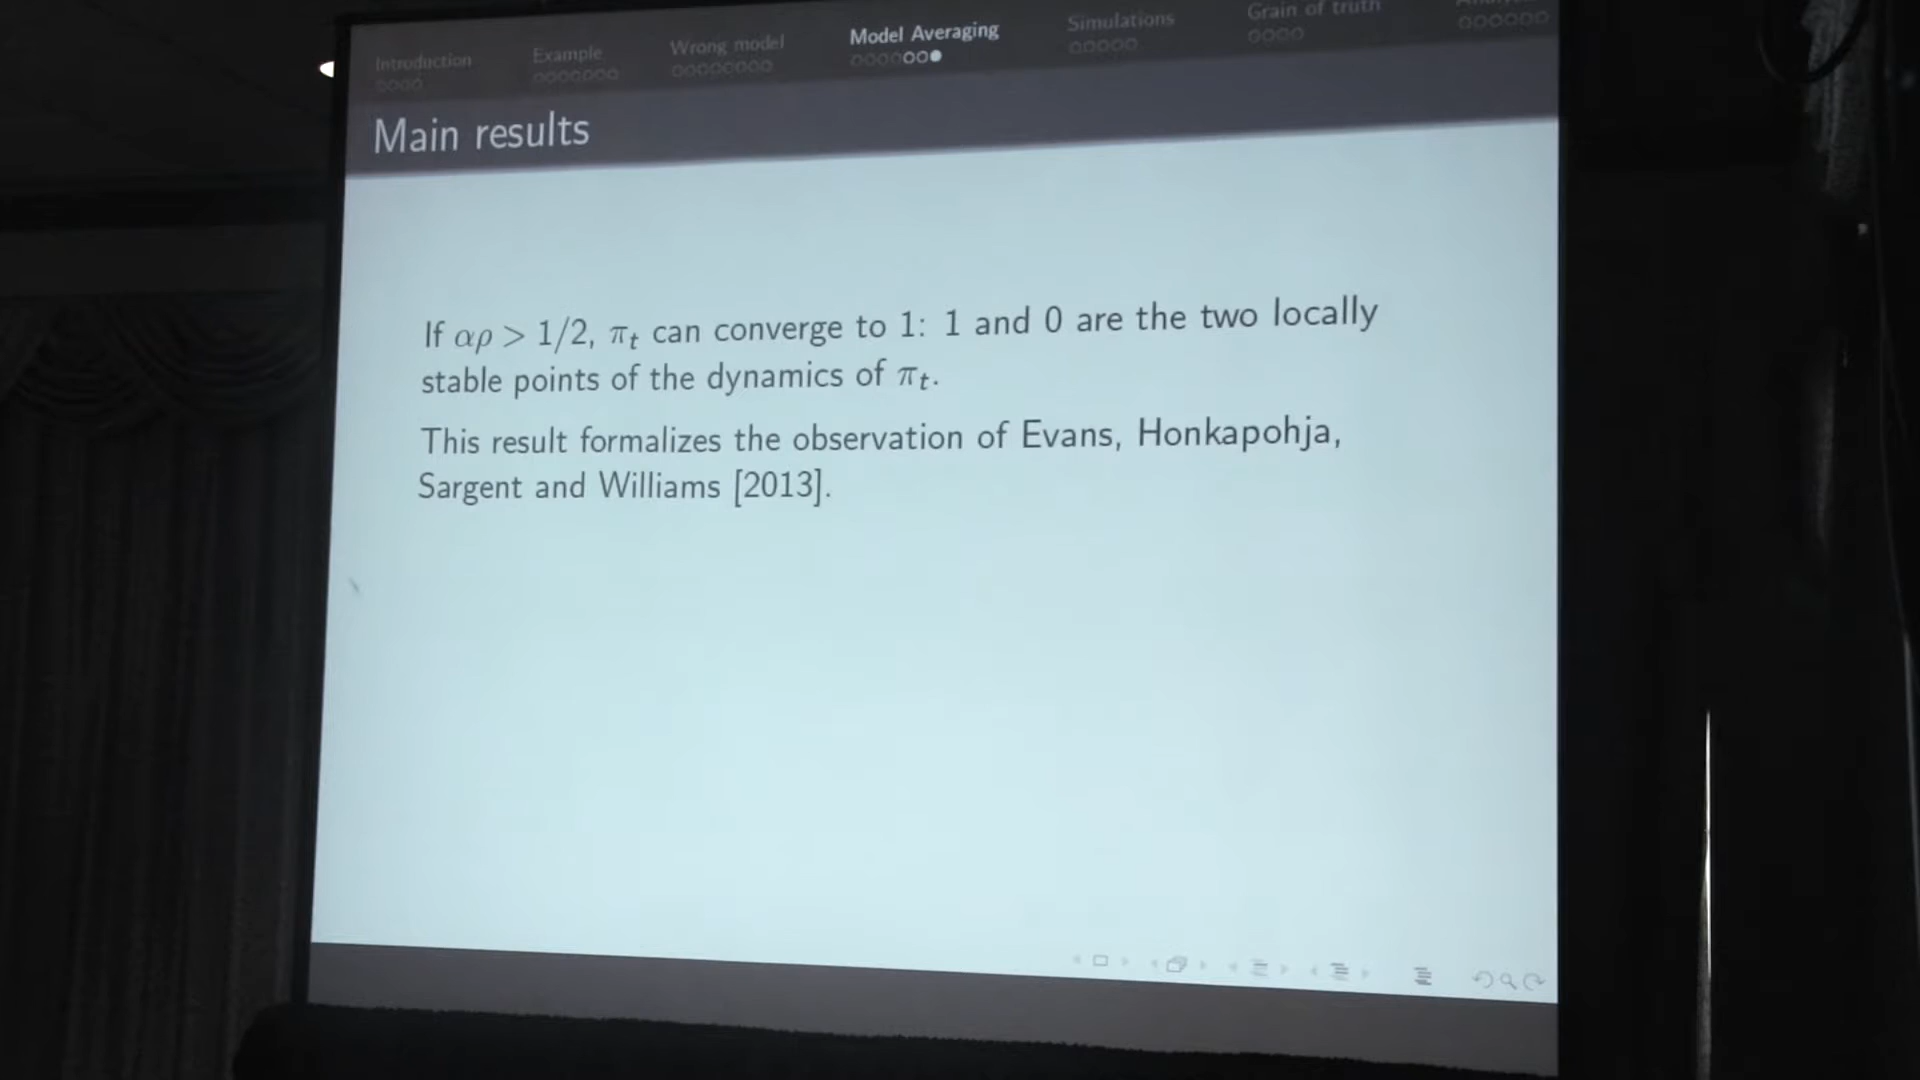 Introduction Example Wrong model Model Averaging Simulations Grain of truth
Main results
If αρ > 1/2, πt can converge to 1: 1 and 0 are the two locally
stable points of the dynamics of πt.
This result formalizes the observation of Evans, Honkapohja,
Sargent and Williams [2013].